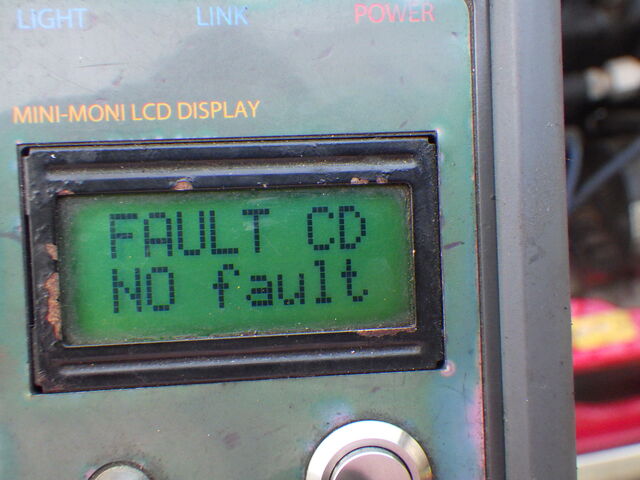 LiGHT LINK POWER
MINI-MONI LCD DISPLAY
FAULT CD
NO fault